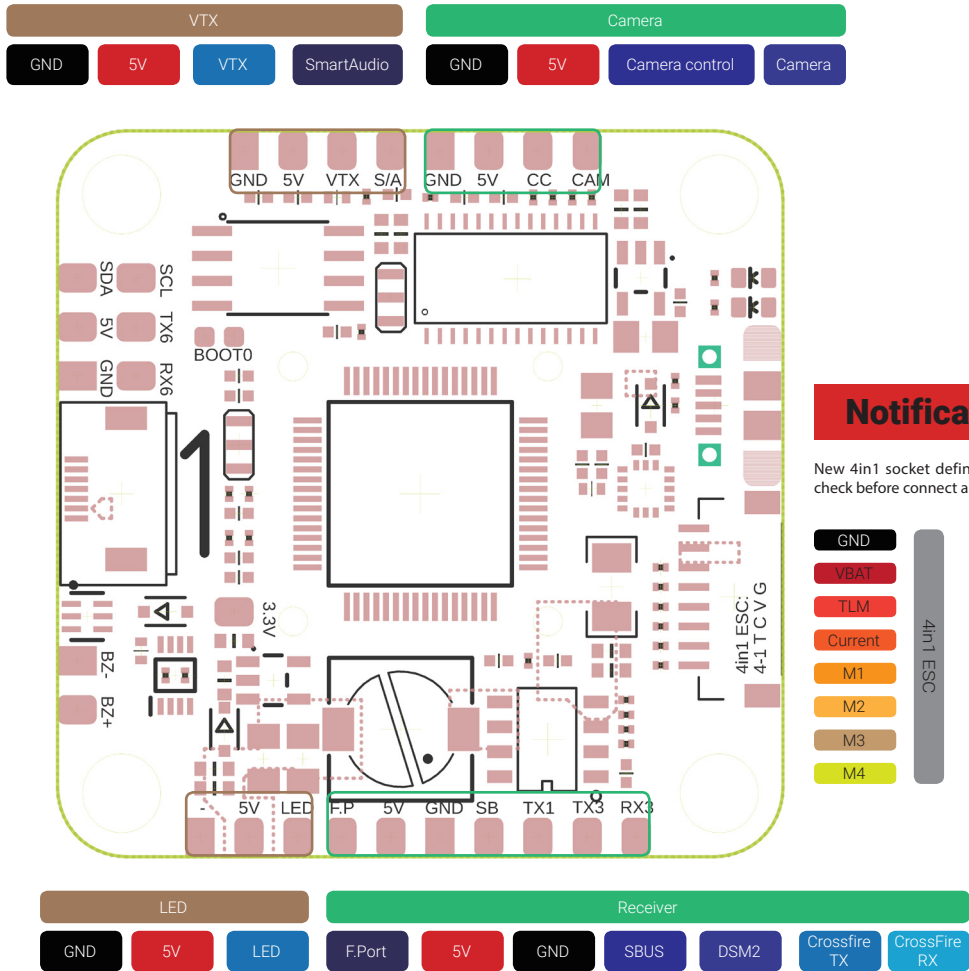 VTX Camera
GND 5V VTX SmartAudio GND 5V Camera control Camera
GND 5V VTX S/A GND 5V CC CAM
SDA SCL
5V TX6
GND RX6
BOOT0
1
3.3V
BZ-
BZ+
4in1 ESC:
4-1 T C V G
Notifica
New 4in1 socket defin
check before connect a
GND
VBAT
TLM
Current
M1
M2
M3
M4
4in1 ESC
- 5V LED F.P 5V GND SB TX1 TX3 RX3
LED Receiver
GND 5V LED F.Port 5V GND SBUS DSM2 Crossfire TX CrossFire RX